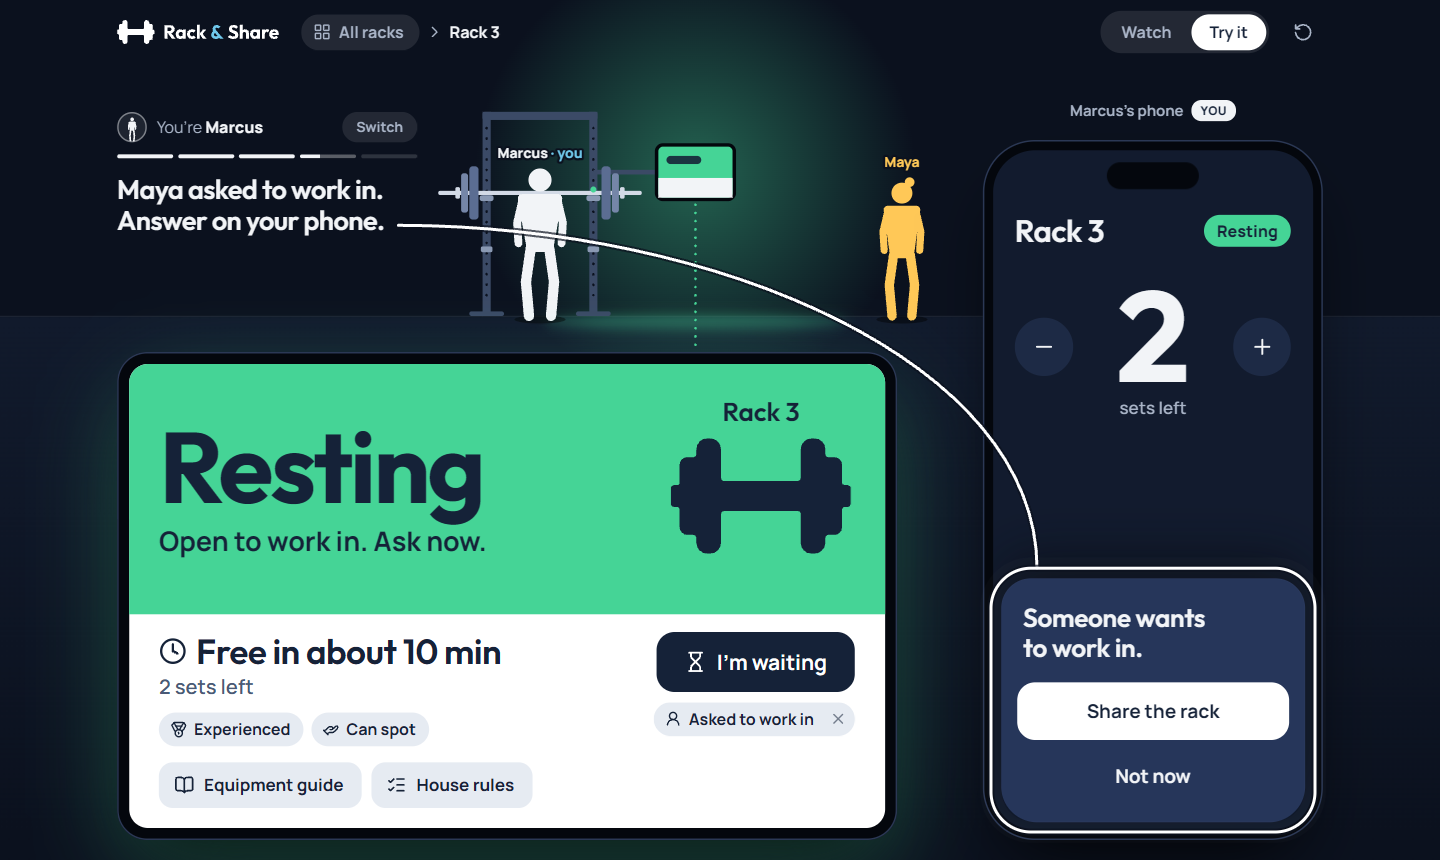 Rack & Share
All racks
Rack 3
Watch
Try it
You're Marcus
Switch
Maya asked to work in.
Answer on your phone.
Marcus · you
Maya
Marcus's phone
YOU
Rack 3
Resting
2
sets left
Someone wants
to work in.
Share the rack
Not now
Resting
Open to work in. Ask now.
Rack 3
Free in about 10 min
2 sets left
Experienced
Can spot
Equipment guide
House rules
I'm waiting
Asked to work in